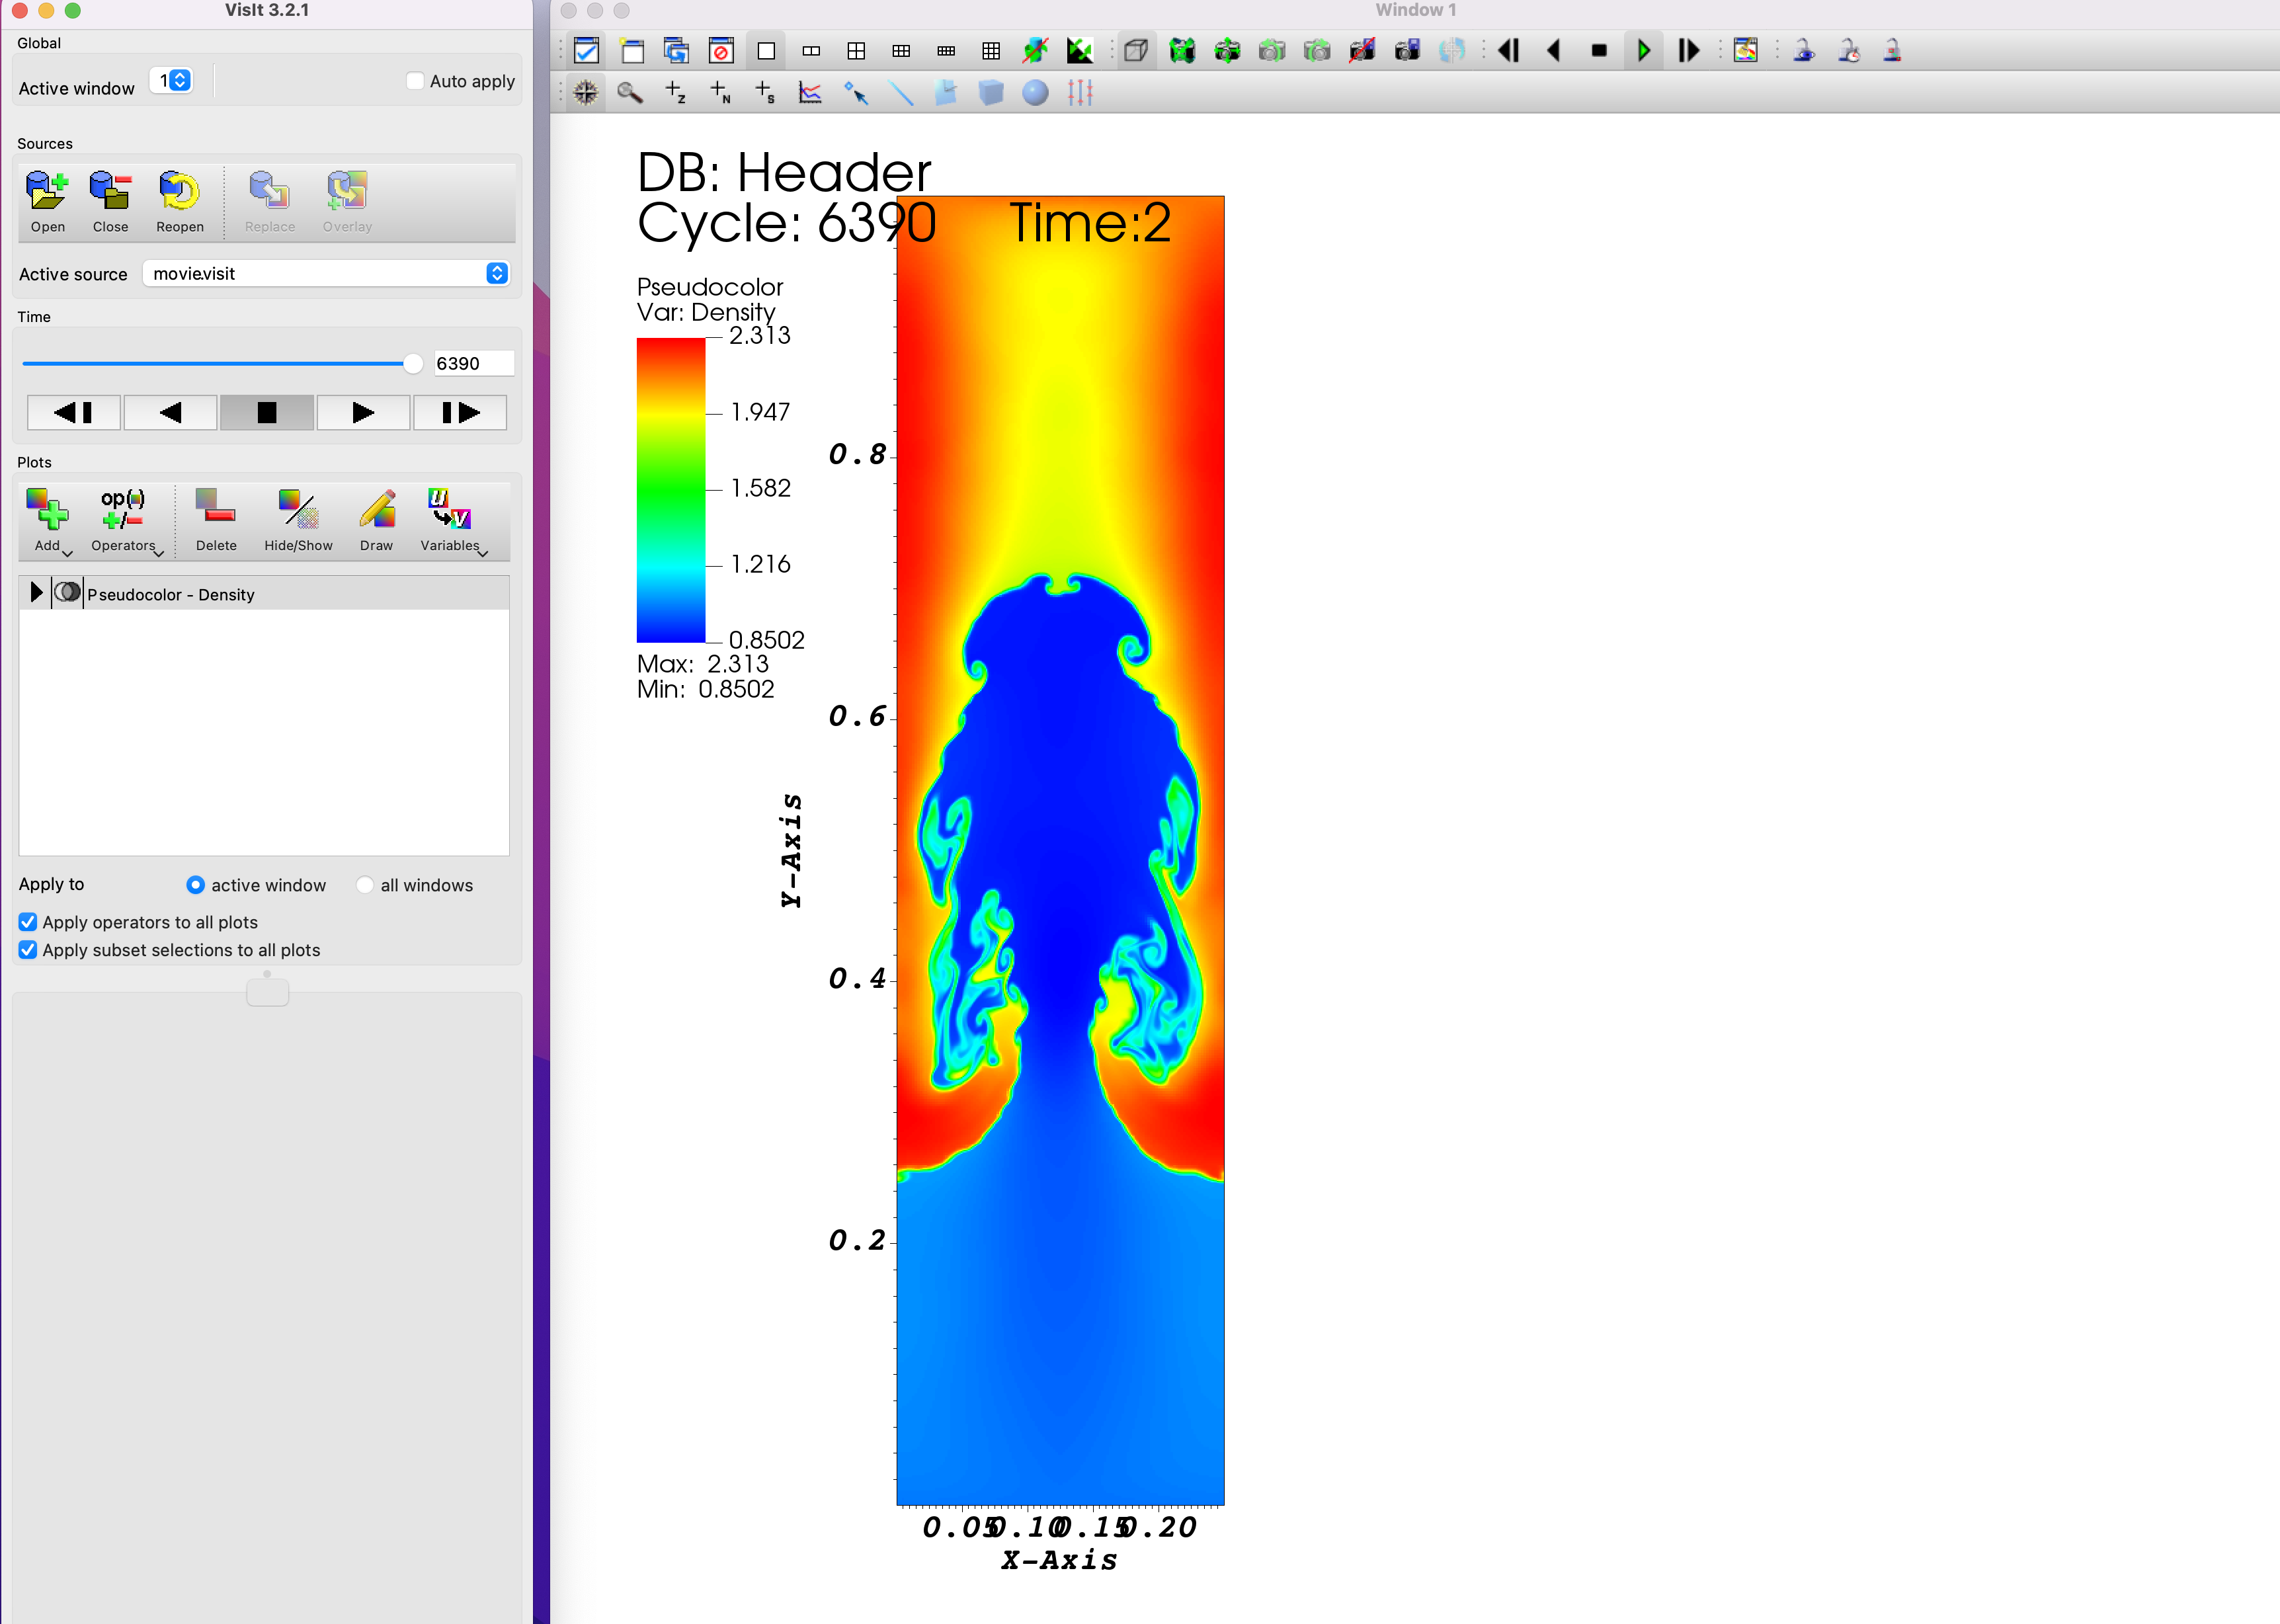 VisIt 3.2.1
Global
Active window 1 Auto apply
Sources
Open Close Reopen Replace Overlay
Active source movie.visit
Time
6390
Plots
op(·) +/-
Add Operators Delete Hide/Show Draw Variables
Pseudocolor - Density
Apply to active window all windows
Apply operators to all plots
Apply subset selections to all plots
Window 1
Z N S
DB: Header
Cycle: 6390 Time:2
Pseudocolor
Var: Density
2.313
1.947
1.582
1.216
0.8502
Max: 2.313
Min: 0.8502
0.8
0.6
0.4
0.2
Y-Axis
0.05 0.10 0.15 0.20
X-Axis